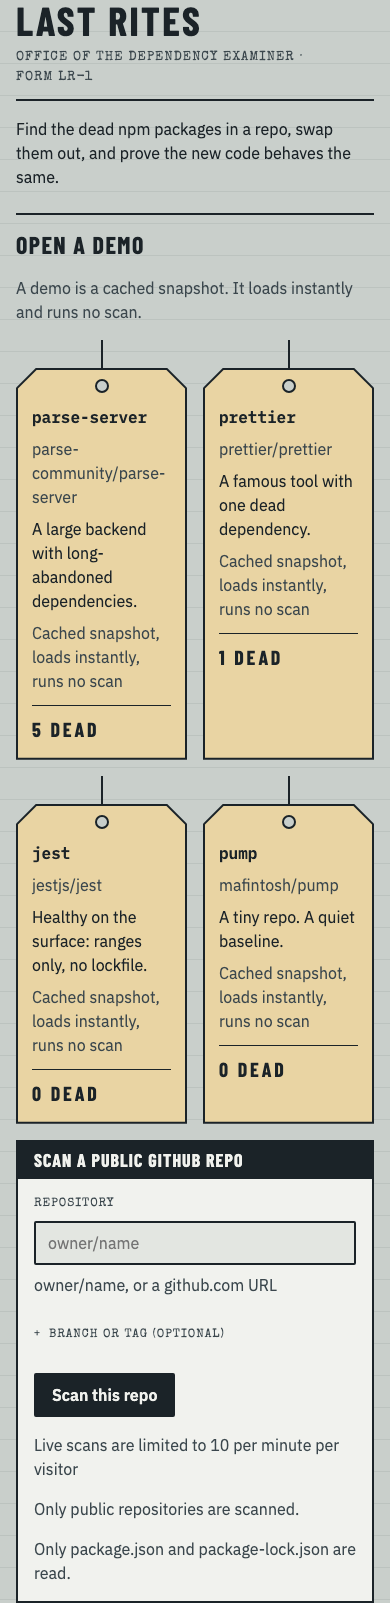 LAST RITES
OFFICE OF THE DEPENDENCY EXAMINER ·
FORM LR-1
Find the dead npm packages in a repo, swap
them out, and prove the new code behaves the
same.
OPEN A DEMO
A demo is a cached snapshot. It loads instantly
and runs no scan.
parse-server
parse-
community/parse-
server
A large backend
with long-
abandoned
dependencies.
Cached snapshot,
loads instantly,
runs no scan
5 DEAD
prettier
prettier/prettier
A famous tool with
one dead
dependency.
Cached snapshot,
loads instantly,
runs no scan
1 DEAD
jest
jestjs/jest
Healthy on the
surface: ranges
only, no lockfile.
Cached snapshot,
loads instantly,
runs no scan
0 DEAD
pump
mafintosh/pump
A tiny repo. A quiet
baseline.
Cached snapshot,
loads instantly,
runs no scan
0 DEAD
SCAN A PUBLIC GITHUB REPO
REPOSITORY
owner/name
owner/name, or a github.com URL
+ BRANCH OR TAG (OPTIONAL)
Scan this repo
Live scans are limited to 10 per minute per
visitor
Only public repositories are scanned.
Only package.json and package-lock.json are
read.